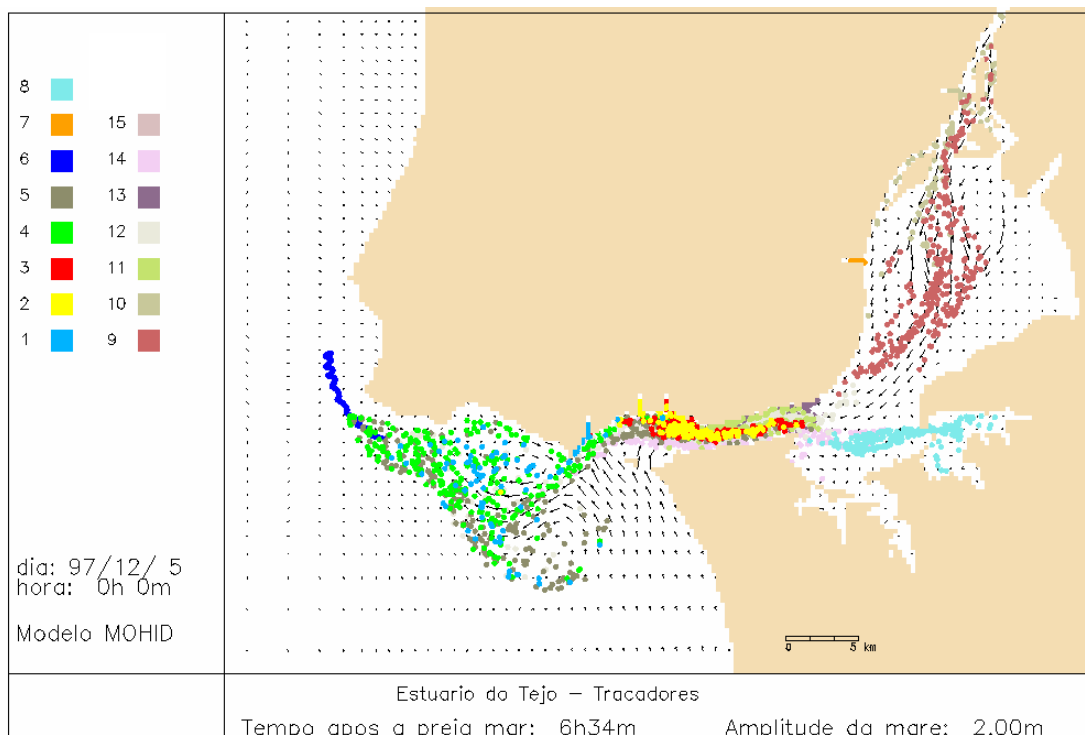 8
7 15
6 14
5 13
4 12
3 11
2 10
1 9
dia: 97/12/ 5
hora: 0h 0m
Modelo MOHID
0 5 km
Estuario do Tejo – Tracadores
Tempo apos a preia mar: 6h34m Amplitude da mare: 2.00m